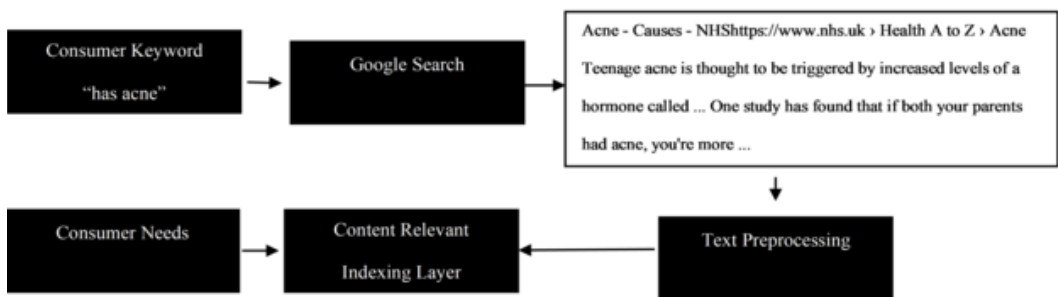 Consumer Keyword
“has acne”
Google Search
Acne - Causes - NHShttps://www.nhs.uk › Health A to Z › Acne
Teenage acne is thought to be triggered by increased levels of a
hormone called ... One study has found that if both your parents
had acne, you're more ...
Consumer Needs
Content Relevant
Indexing Layer
Text Preprocessing